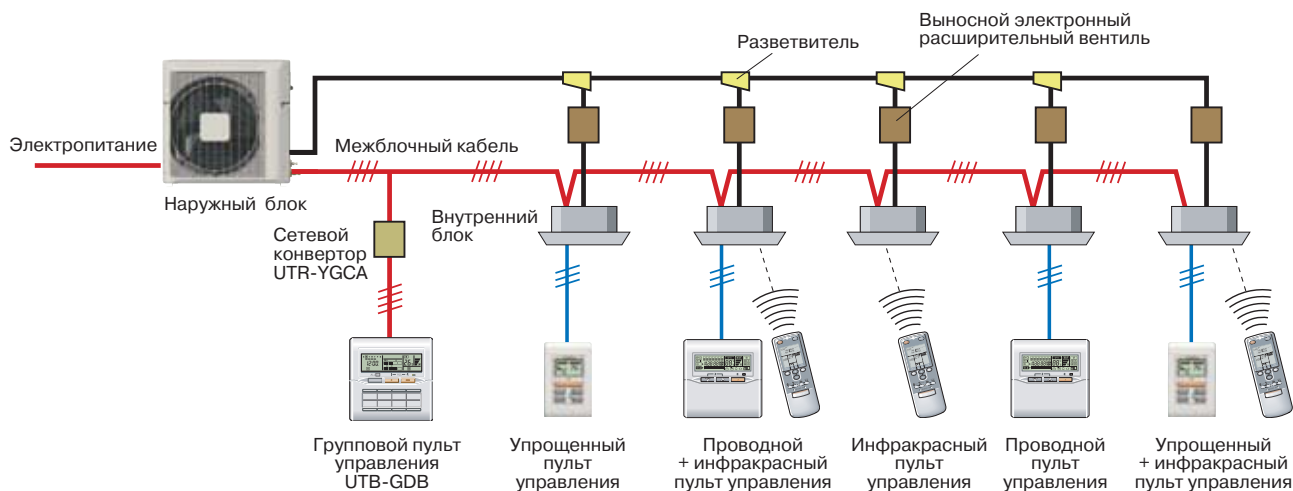 Выносной электронный
расширительный вентиль
Разветвитель
Электропитание
Межблочный кабель
Наружный блок
Внутренний
блок
Сетевой
конвертор
UTR-YGCA
Групповой пульт
управления
UTB-GDB
Упрощенный
пульт
управления
Проводной
+ инфракрасный
пульт управления
Инфракрасный
пульт
управления
Проводной
пульт
управления
Упрощенный
+ инфракрасный
пульт управления